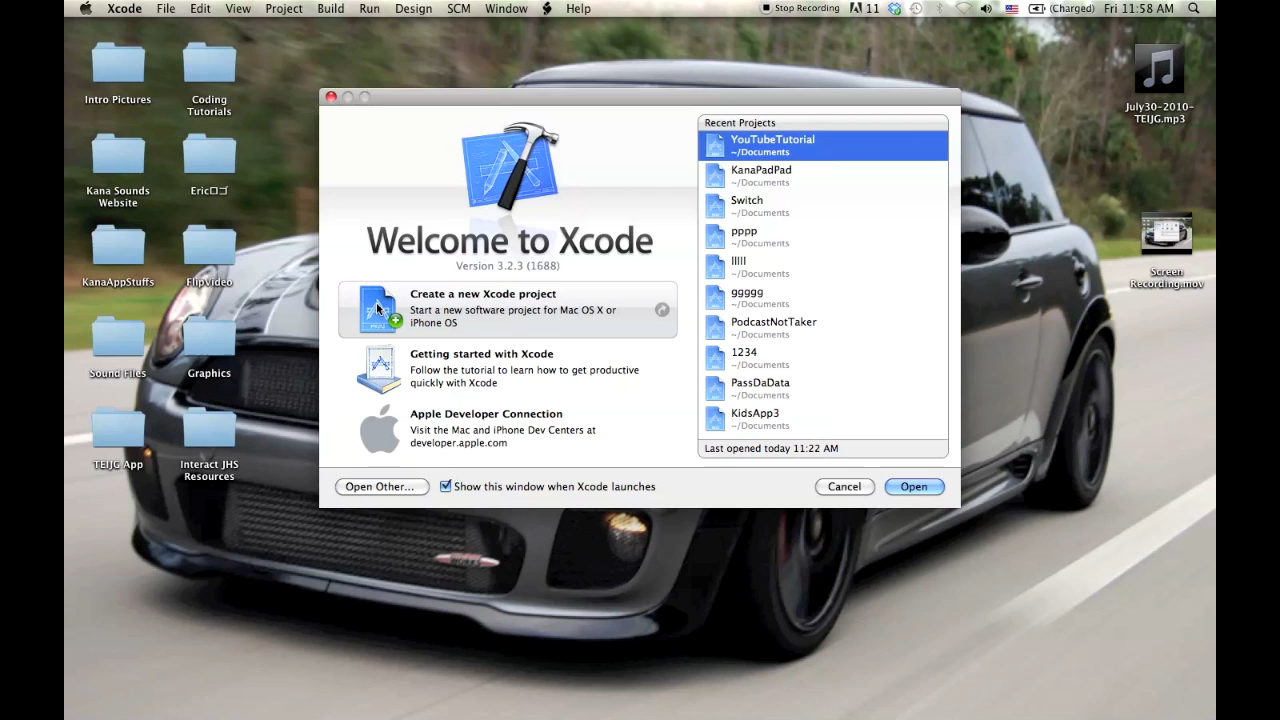 Xcode File Edit View Project Build Run Design SCM Window Help Stop Recording 11 (Charged) Fri 11:58 AM
Intro Pictures
Coding
Tutorials
Kana Sounds
Website
Ericロゴ
KanaAppStuffs
FlipVideo
Sound Files
Graphics
TEIJG App
Interact JHS
Resources
Welcome to Xcode
Version 3.2.3 (1688)
Create a new Xcode project
Start a new software project for Mac OS X or
iPhone OS
Getting started with Xcode
Follow the tutorial to learn how to get productive
quickly with Xcode
Apple Developer Connection
Visit the Mac and iPhone Dev Centers at
developer.apple.com
Recent Projects
YouTubeTutorial
~/Documents
KanaPadPad
~/Documents
Switch
~/Documents
pppp
~/Documents
lllll
~/Documents
ggggg
~/Documents
PodcastNotTaker
~/Documents
1234
~/Documents
PassDaData
~/Documents
KidsApp3
~/Documents
Last opened today 11:22 AM
Open Other... Show this window when Xcode launches Cancel Open
July30-2010-
TEIJG.mp3
Screen
Recording.mov